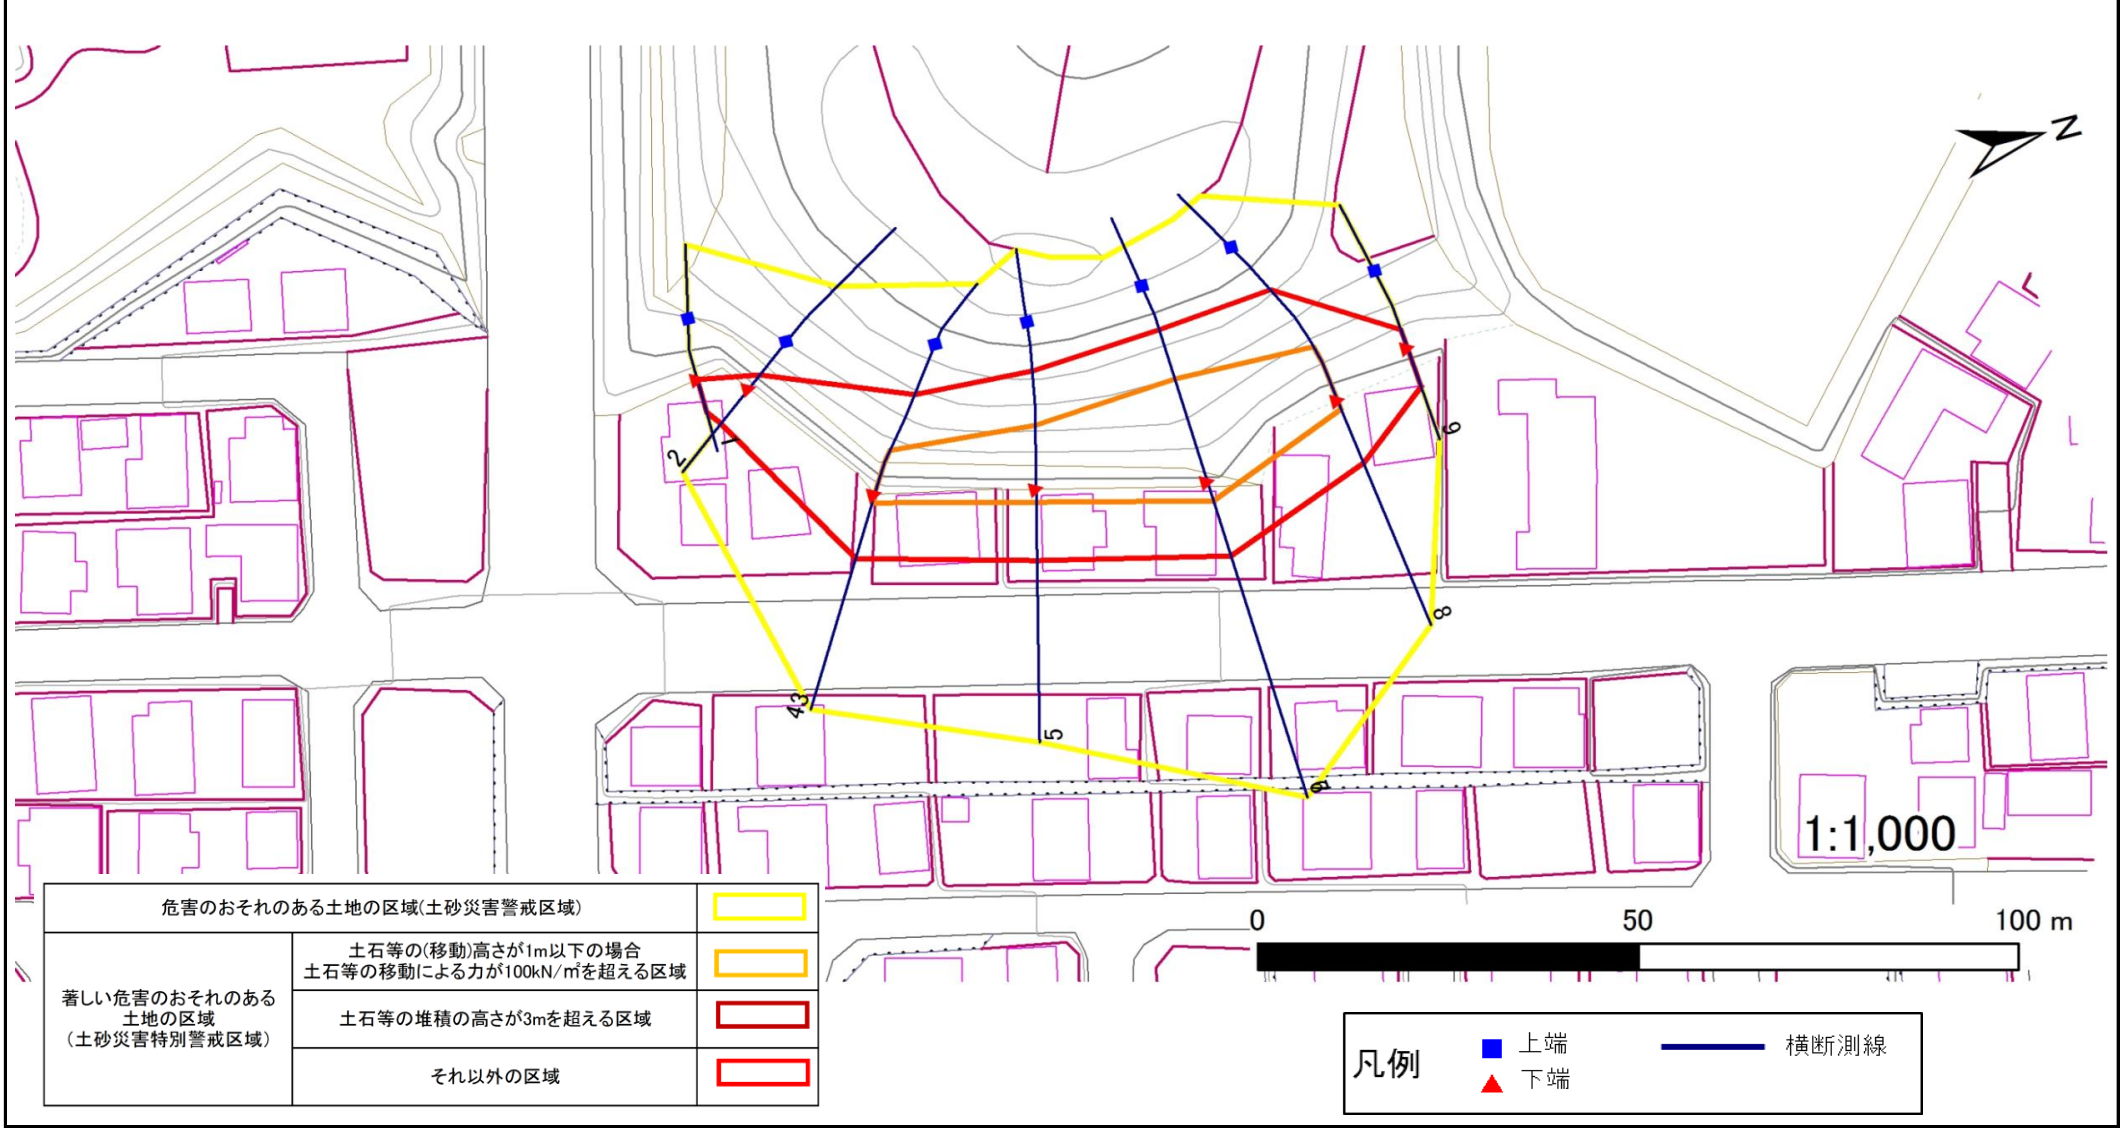 N
1
2
43
5
6
8
1:1,000
0 50 100 m
危害のおそれのある土地の区域(土砂災害警戒区域)
著しい危害のおそれのある
土地の区域
(土砂災害特別警戒区域)
土石等の(移動)高さが1m以下の場合
土石等の移動による力が100kN/㎡を超える区域
土石等の堆積の高さが3mを超える区域
それ以外の区域
凡例
上端
下端
横断測線